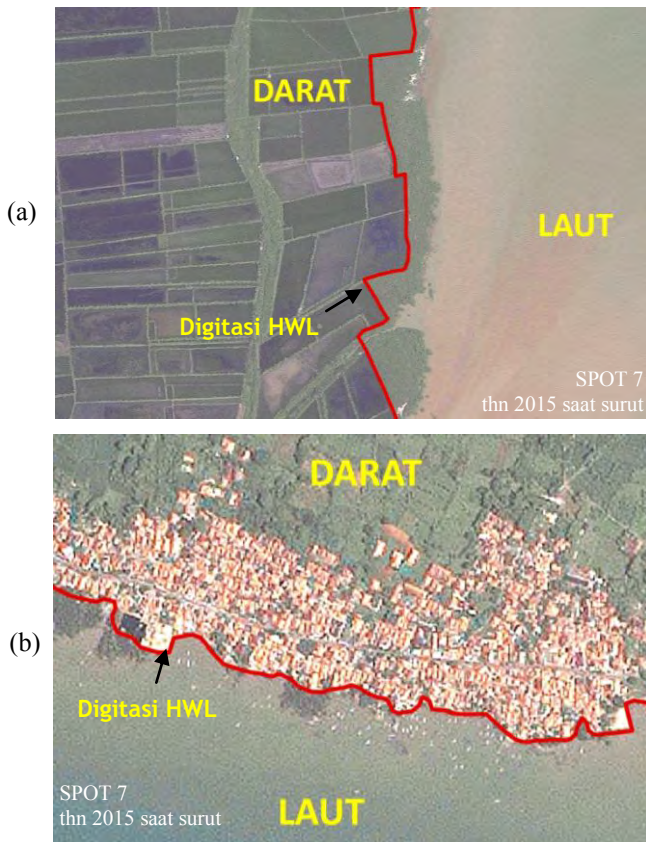 (a)
DARAT
LAUT
Digitasi HWL
SPOT 7
thn 2015 saat surut
(b)
DARAT
Digitasi HWL
SPOT 7
thn 2015 saat surut
LAUT